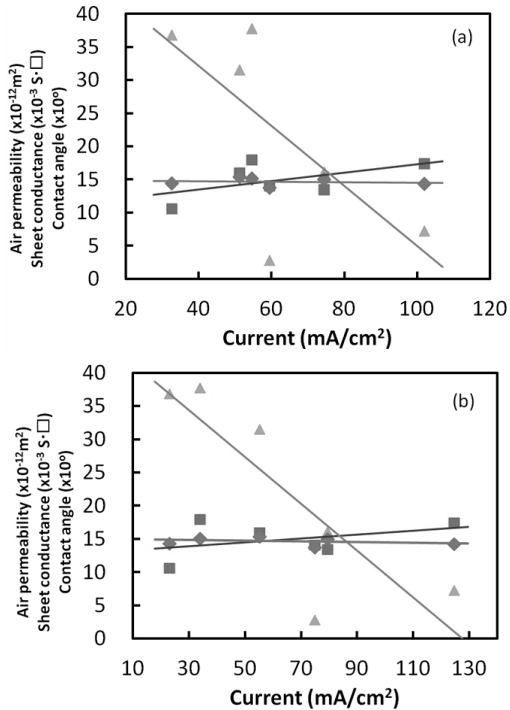 40
35
30
25
20
15
10
5
0
(a)
Air permeability (x10⁻¹²m²)
Sheet conductance (x10⁻³ S·□)
Contact angle (x10º)
20 40 60 80 100 120
Current (mA/cm²)
40
35
30
25
20
15
10
5
0
(b)
Air permeability (x10⁻¹²m²)
Sheet conductance (x10⁻³ S·□)
Contact angle (x10º)
10 30 50 70 90 110 130
Current (mA/cm²)